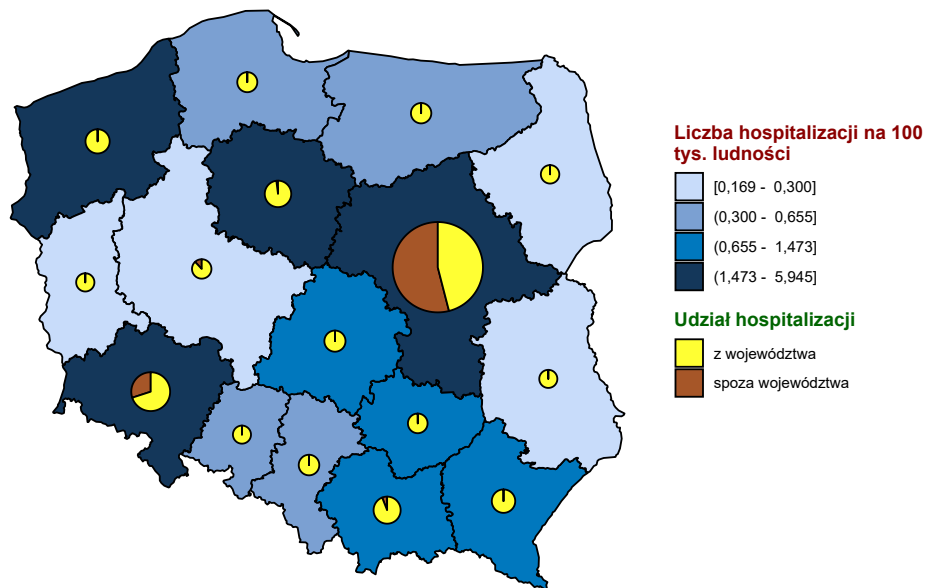 Liczba hospitalizacji na 100
tys. ludności
[0,169 - 0,300]
(0,300 - 0,655]
(0,655 - 1,473]
(1,473 - 5,945]
Udział hospitalizacji
z województwa
spoza województwa